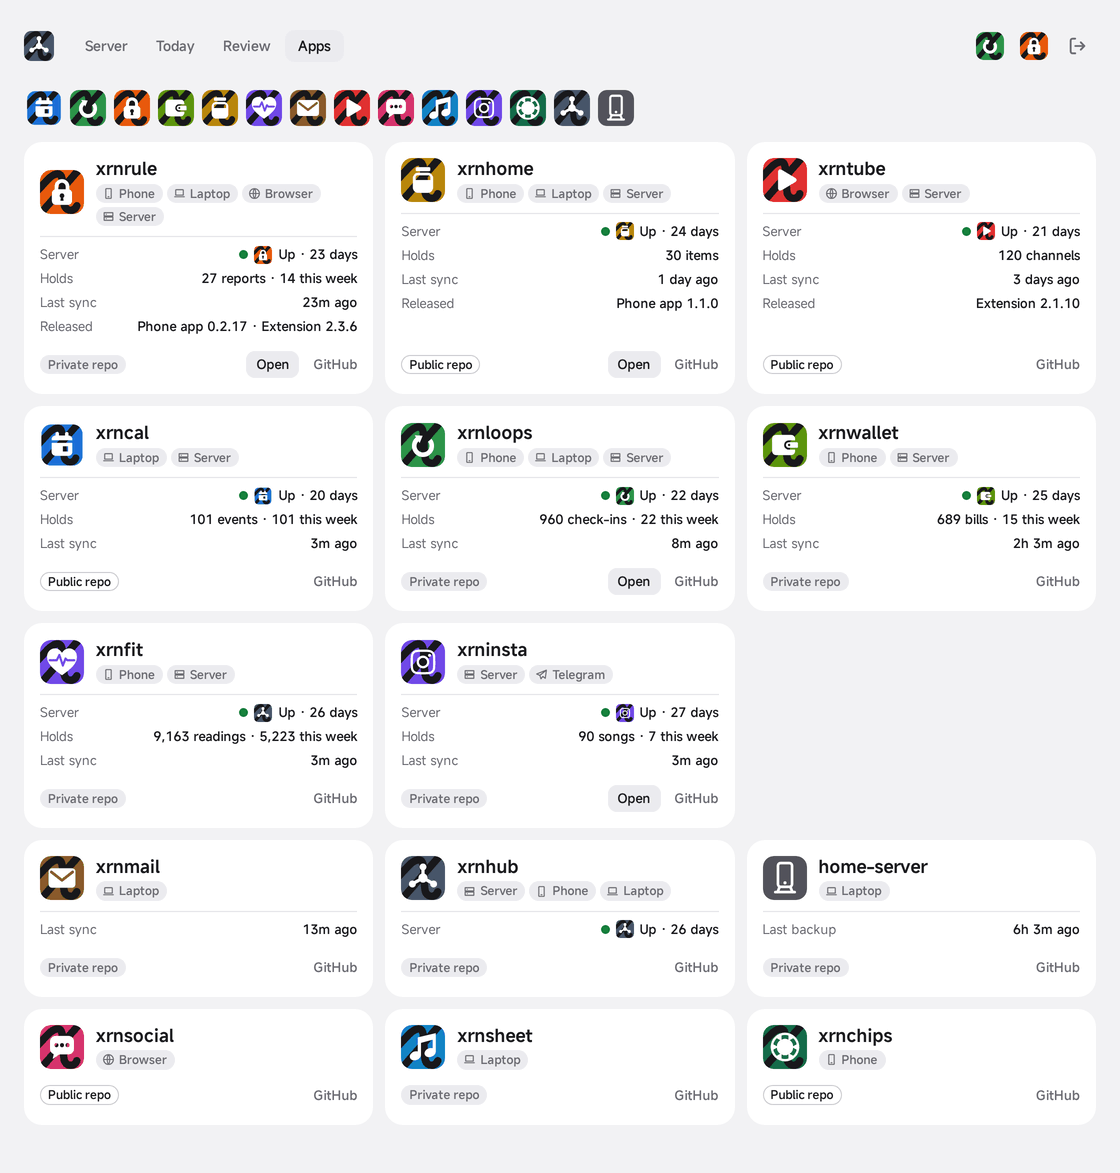 Server Today Review Apps
xrnrule
Phone Laptop Browser
Server
Server Up · 23 days
Holds 27 reports · 14 this week
Last sync 23m ago
Released Phone app 0.2.17 · Extension 2.3.6
Private repo Open GitHub
xrnhome
Phone Laptop Server
Server Up · 24 days
Holds 30 items
Last sync 1 day ago
Released Phone app 1.1.0
Public repo Open GitHub
xrntube
Browser Server
Server Up · 21 days
Holds 120 channels
Last sync 3 days ago
Released Extension 2.1.10
Public repo GitHub
xrncal
Laptop Server
Server Up · 20 days
Holds 101 events · 101 this week
Last sync 3m ago
Public repo GitHub
xrnloops
Phone Laptop Server
Server Up · 22 days
Holds 960 check-ins · 22 this week
Last sync 8m ago
Private repo Open GitHub
xrnwallet
Phone Server
Server Up · 25 days
Holds 689 bills · 15 this week
Last sync 2h 3m ago
Private repo GitHub
xrnfit
Phone Server
Server Up · 26 days
Holds 9,163 readings · 5,223 this week
Last sync 3m ago
Private repo GitHub
xrninsta
Server Telegram
Server Up · 27 days
Holds 90 songs · 7 this week
Last sync 3m ago
Private repo Open GitHub
xrnmail
Laptop
Last sync 13m ago
Private repo GitHub
xrnhub
Server Phone Laptop
Server Up · 26 days
Private repo GitHub
home-server
Laptop
Last backup 6h 3m ago
Private repo GitHub
xrnsocial
Browser
Public repo GitHub
xrnsheet
Laptop
Private repo GitHub
xrnchips
Phone
Public repo GitHub